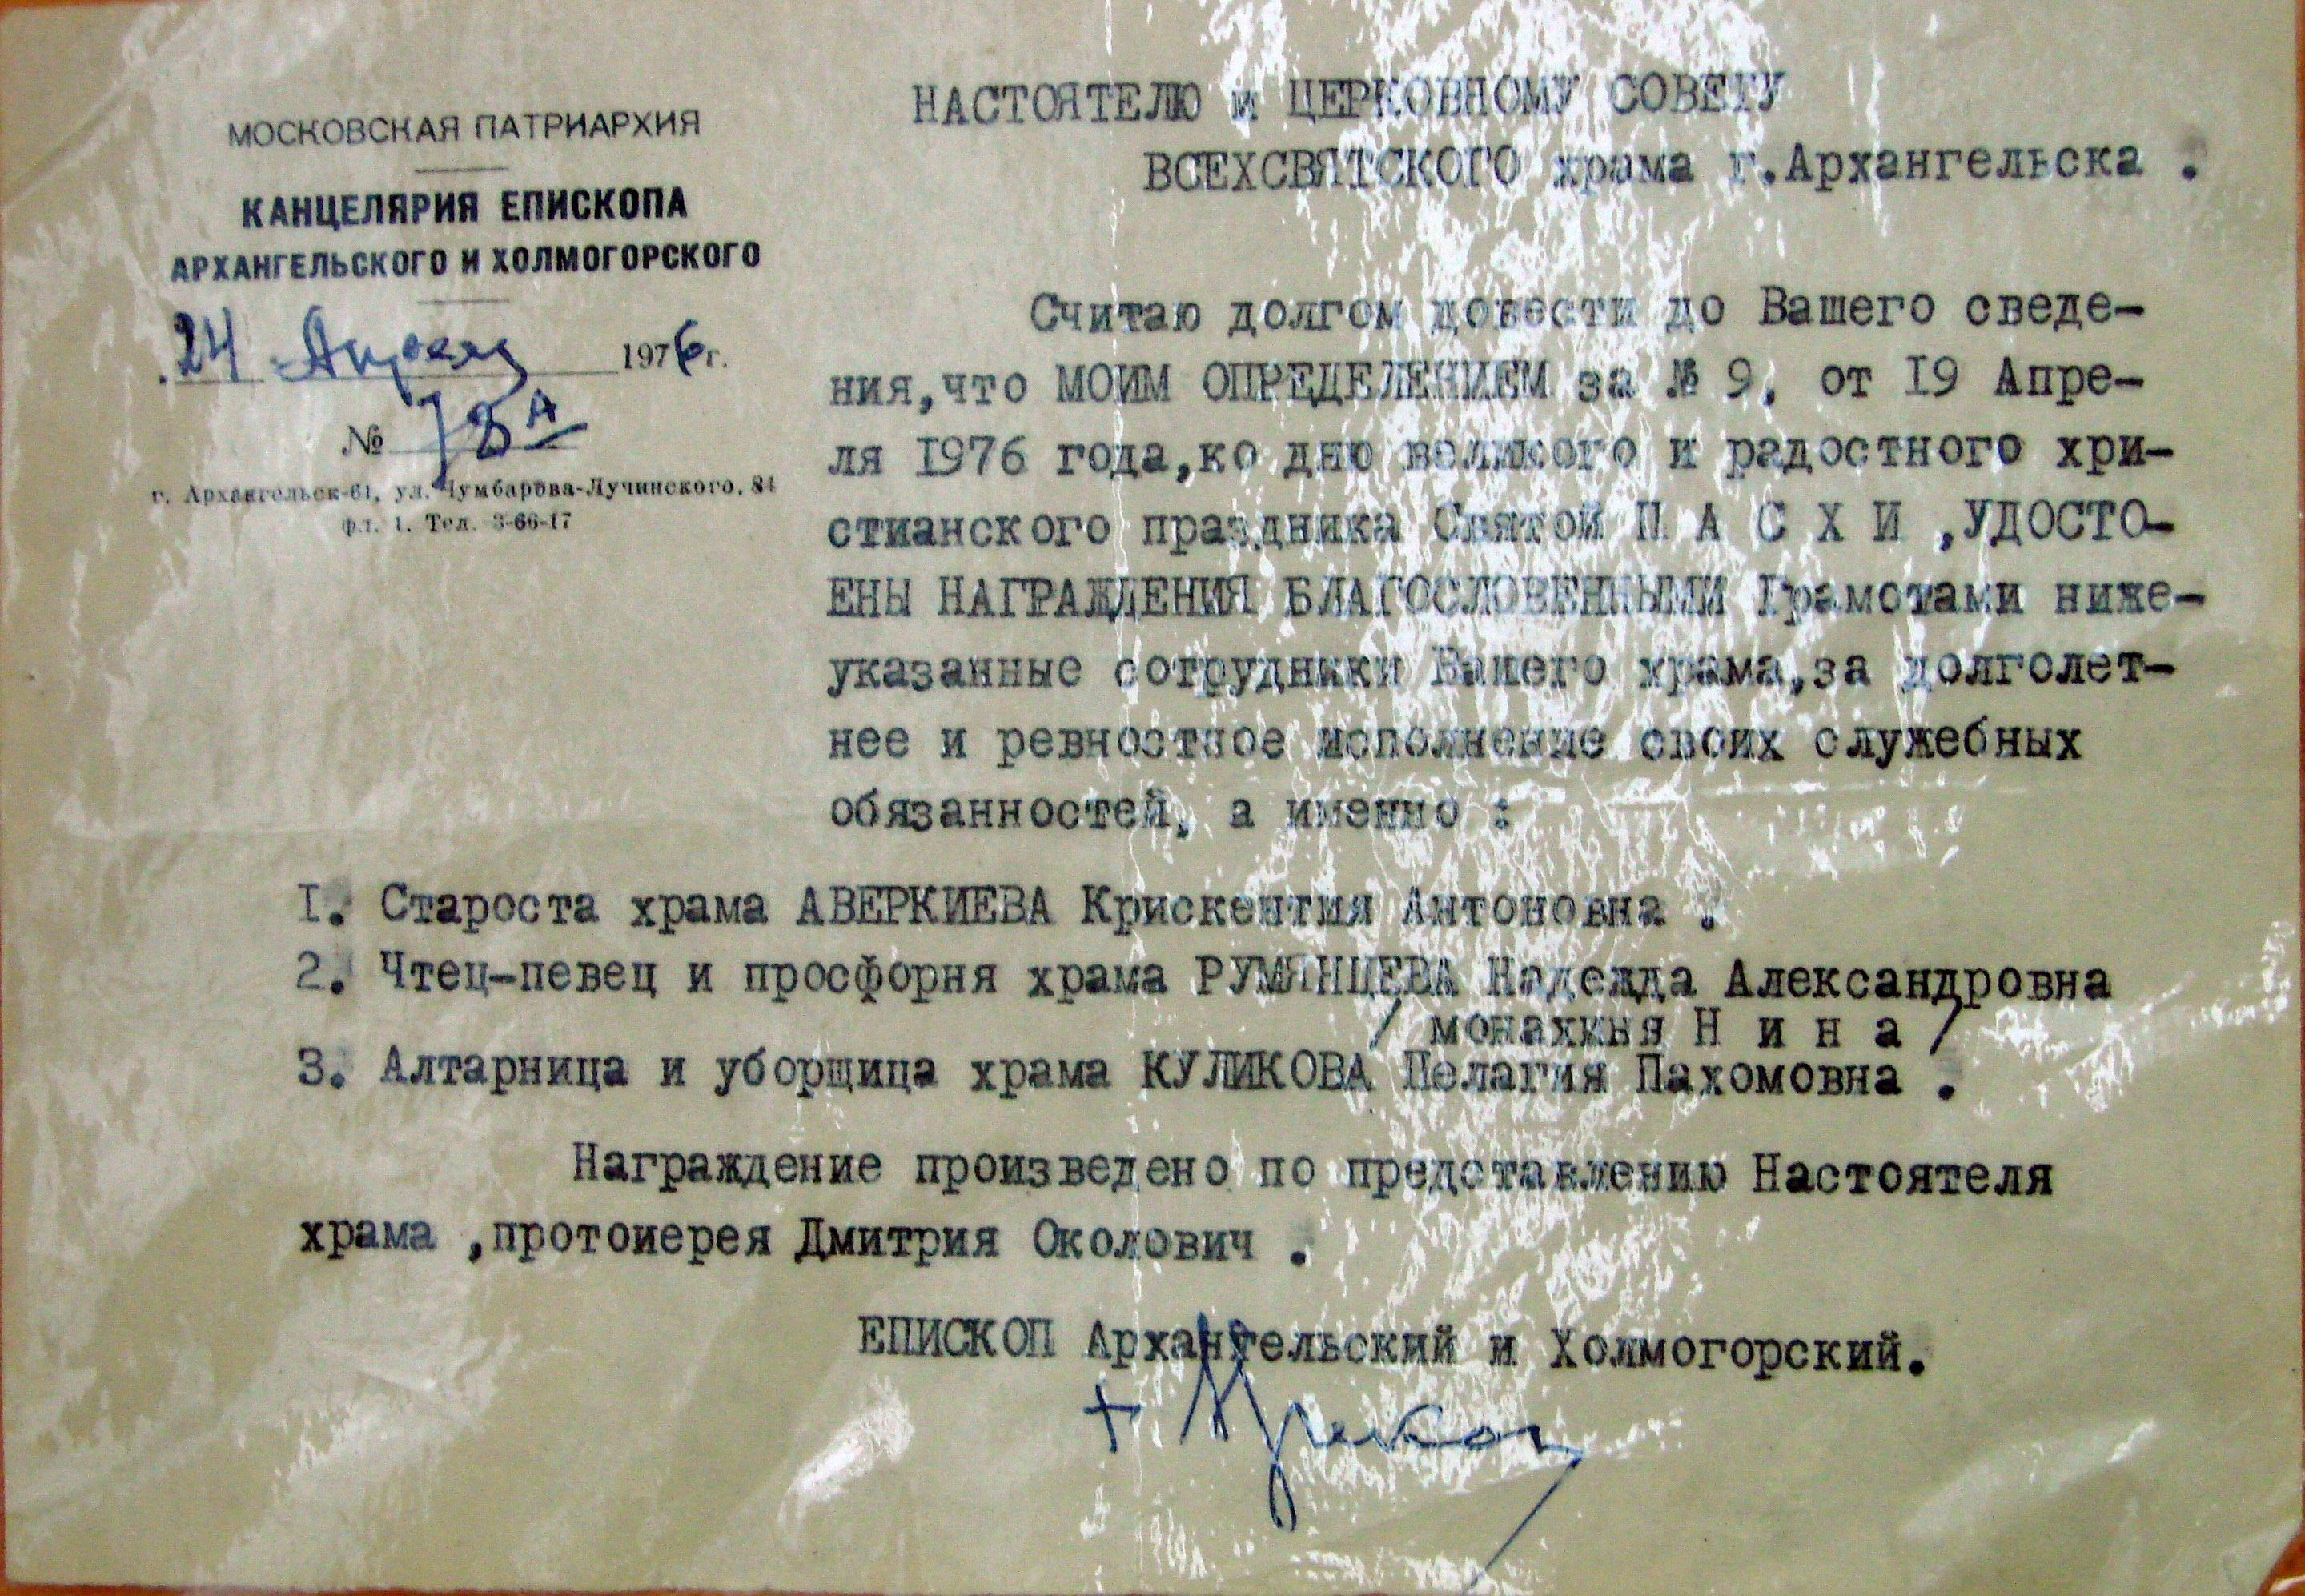 МОСКОВСКАЯ ПАТРИАРХИЯ
КАНЦЕЛЯРИЯ ЕПИСКОПА
АРХАНГЕЛЬСКОГО И ХОЛМОГОРСКОГО
24 Апреля 1976 г.
№ 78А
г. Архангельск-61, ул. Чумбарова-Лучинского, 84
фл. 1. Тел. 3-66-17
НАСТОЯТЕЛЮ и ЦЕРКОВНОМУ СОВЕТУ
ВСЕХСВЯТСКОГО храма г.Архангельска .
Считаю долгом довести до Вашего сведе-
ния,что МОИМ ОПРЕДЕЛЕНИЕМ за № 9, от I9 Апре-
ля I976 года,ко дню великого и радостного хри-
стианского праздника Святой П А С Х И ,УДОСТО-
ЕНЫ НАГРАЖДЕНИЯ БЛАГОСЛОВЕННЫМИ Грамотами ниже-
указанные сотрудники Вашего храма,за долголет-
нее и ревностное исполнение своих служебных
обязанностей, а именно :
I. Староста храма АВЕРКИЕВА Крискентия Антоновна .
2. Чтец-певец и просфорня храма РУМЯНЦЕВА Надежда Александровна
/ монахиня Н и н а /
3. Алтарница и уборщица храма КУЛИКОВА Пелагия Пахомовна .
Награждение произведено по представлению Настоятеля
храма ,протоиерея Дмитрия Околович .
ЕПИСКОП Архангельский и Холмогорский.
+